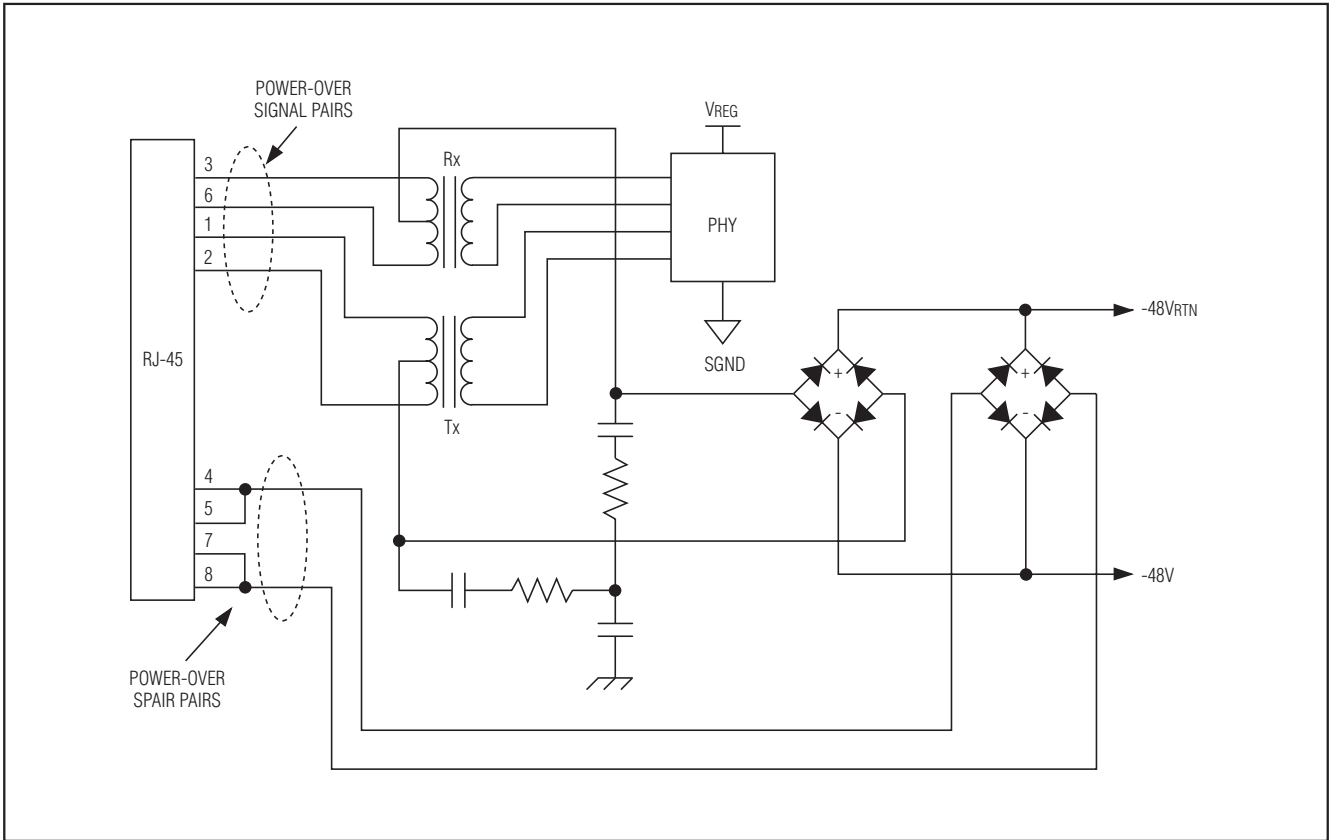 POWER-OVER
SIGNAL PAIRS
VREG
3
Rx
6
1
PHY
2
-48VRTN
RJ-45
SGND
+
+
-
-
Tx
4
5
7
8
-48V
POWER-OVER
SPAIR PAIRS